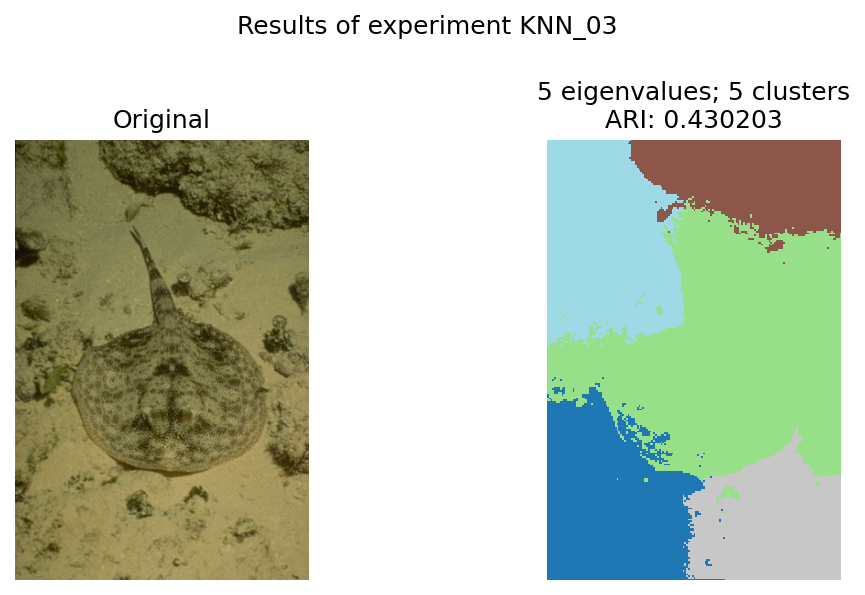 Results of experiment KNN_03
Original
5 eigenvalues; 5 clusters
ARI: 0.430203